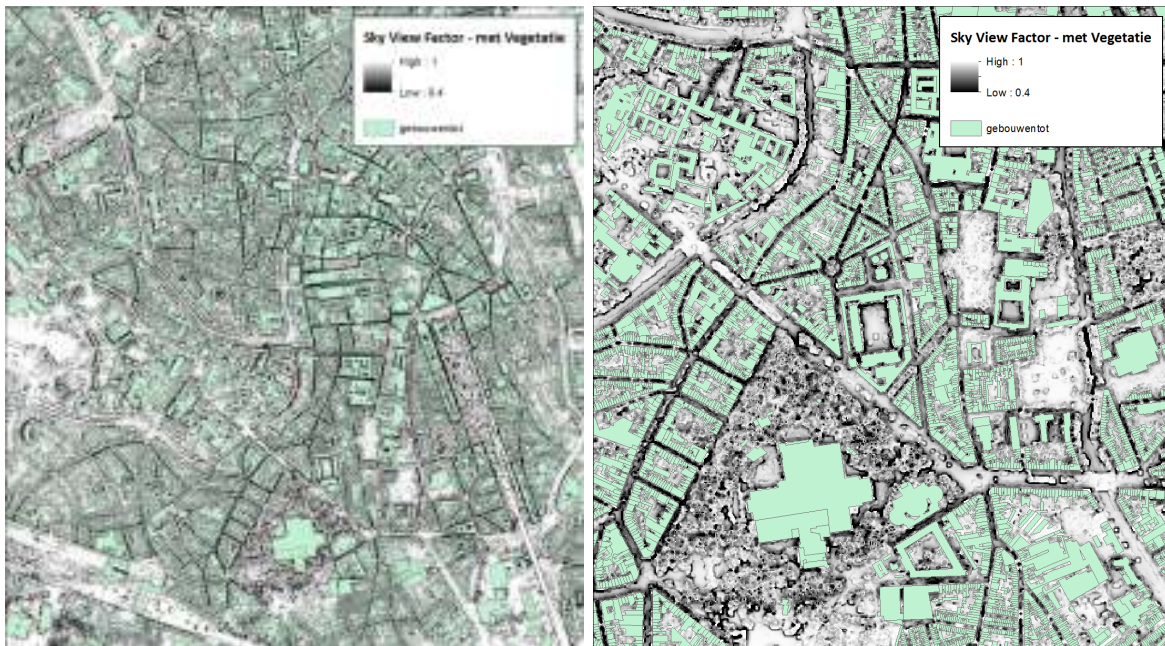 Sky View Factor - met Vegetatie
High : 1
Low : 0.4
gebouwentot
Sky View Factor - met Vegetatie
High : 1
Low : 0.4
gebouwentot